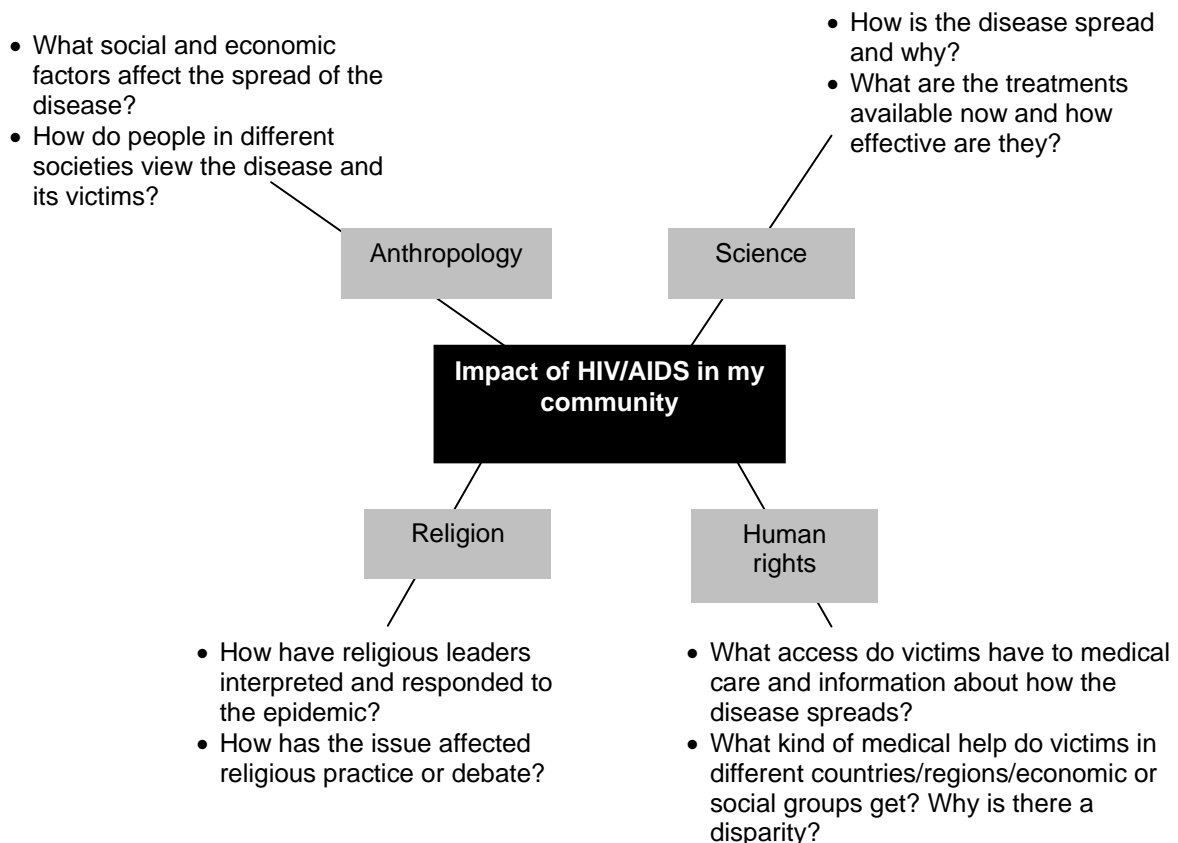 • What social and economic
factors affect the spread of the
disease?
• How do people in different
societies view the disease and
its victims?
• How is the disease spread
and why?
• What are the treatments
available now and how
effective are they?
Anthropology
Science
Impact of HIV/AIDS in my
community
Religion
Human
rights
• How have religious leaders
interpreted and responded to
the epidemic?
• How has the issue affected
religious practice or debate?
• What access do victims have to medical
care and information about how the
disease spreads?
• What kind of medical help do victims in
different countries/regions/economic or
social groups get? Why is there a
disparity?